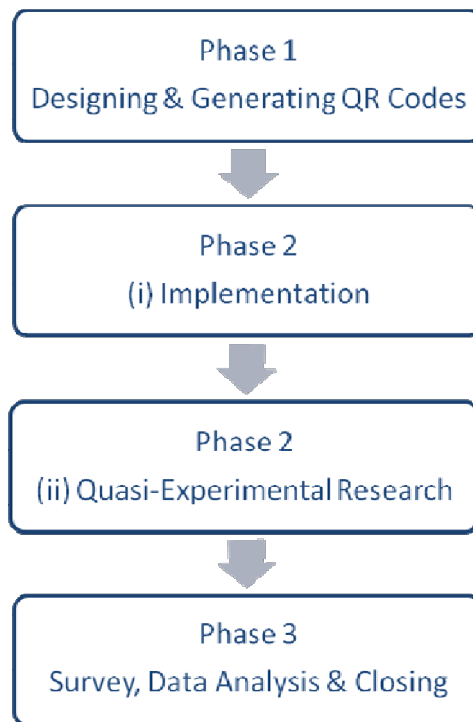 Phase 1
Designing & Generating QR Codes
Phase 2
(i) Implementation
Phase 2
(ii) Quasi-Experimental Research
Phase 3
Survey, Data Analysis & Closing